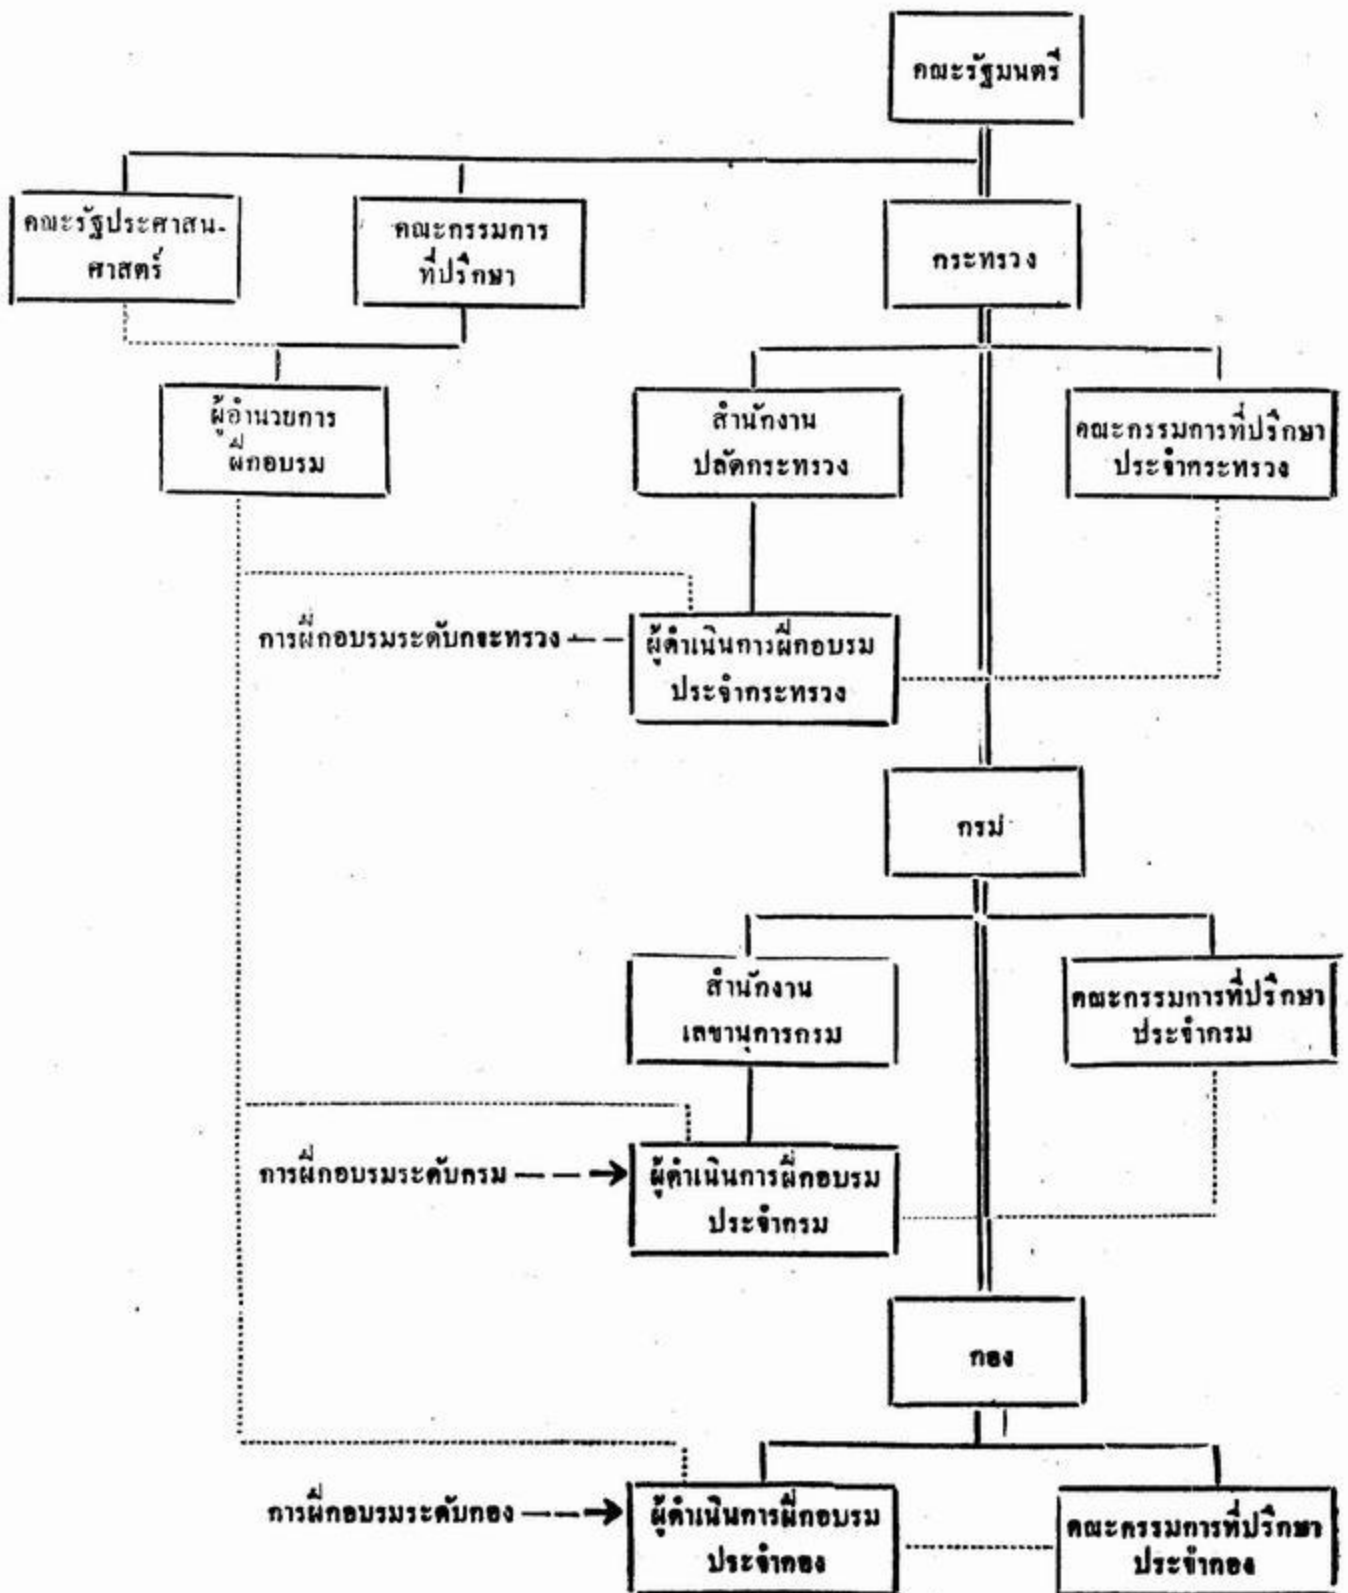 คณะรัฐมนตรี
คณะรัฐประศาสน-
ศาสตร์
คณะกรรมการ
ที่ปรึกษา
กระทรวง
ผู้อำนวยการ
ฝึกอบรม
สำนักงาน
ปลัดกระทรวง
คณะกรรมการที่ปรึกษา
ประจำกระทรวง
การฝึกอบรมระดับกระทรวง
ผู้ดำเนินการฝึกอบรม
ประจำกระทรวง
กรม
สำนักงาน
เลขานุการกรม
คณะกรรมการที่ปรึกษา
ประจำกรม
การฝึกอบรมระดับกรม
ผู้ดำเนินการฝึกอบรม
ประจำกรม
กอง
การฝึกอบรมระดับกอง
ผู้ดำเนินการฝึกอบรม
ประจำกอง
คณะกรรมการที่ปรึกษา
ประจำกอง